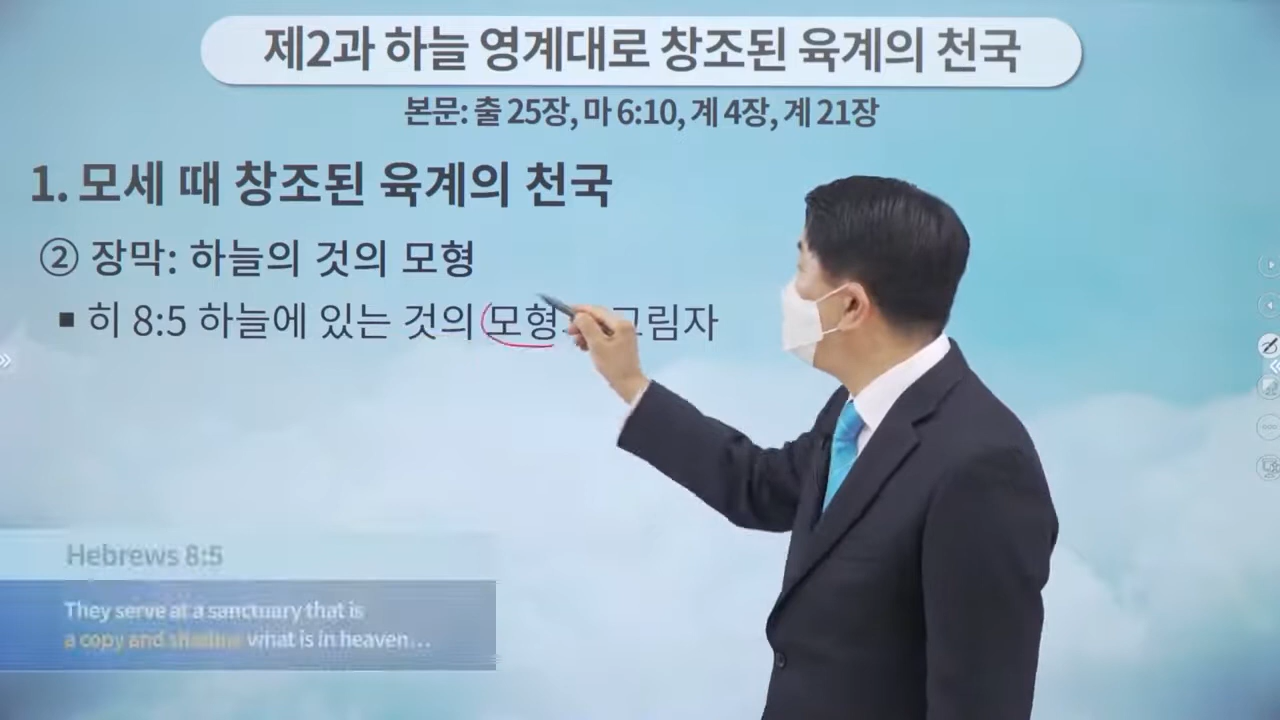 제2과 하늘 영계대로 창조된 육계의 천국
본문: 출 25장, 마 6:10, 계 4장, 계 21장
1. 모세 때 창조된 육계의 천국
② 장막: 하늘의 것의 모형
■ 히 8:5 하늘에 있는 것의 모형 그림자
Hebrews 8:5
They serve at a sanctuary that is
a copy and shadow what is in heaven…